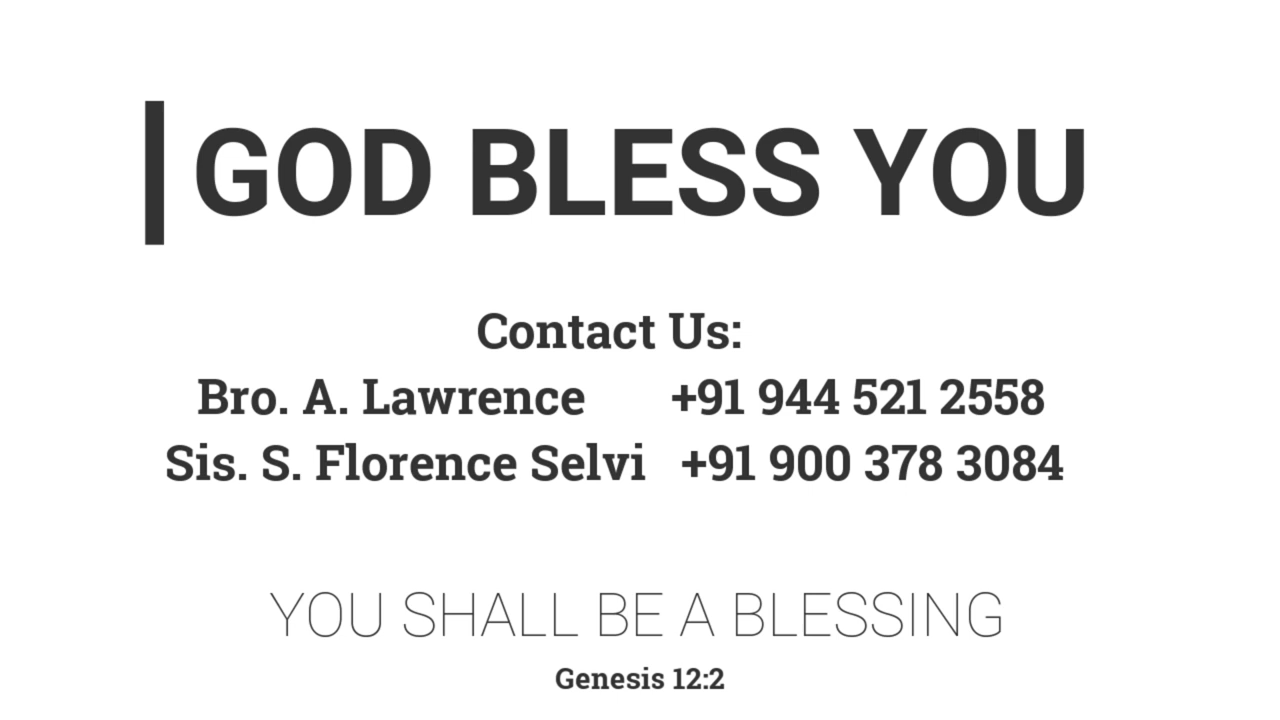 GOD BLESS YOU
Contact Us:
Bro. A. Lawrence +91 944 521 2558
Sis. S. Florence Selvi +91 900 378 3084
YOU SHALL BE A BLESSING
Genesis 12:2